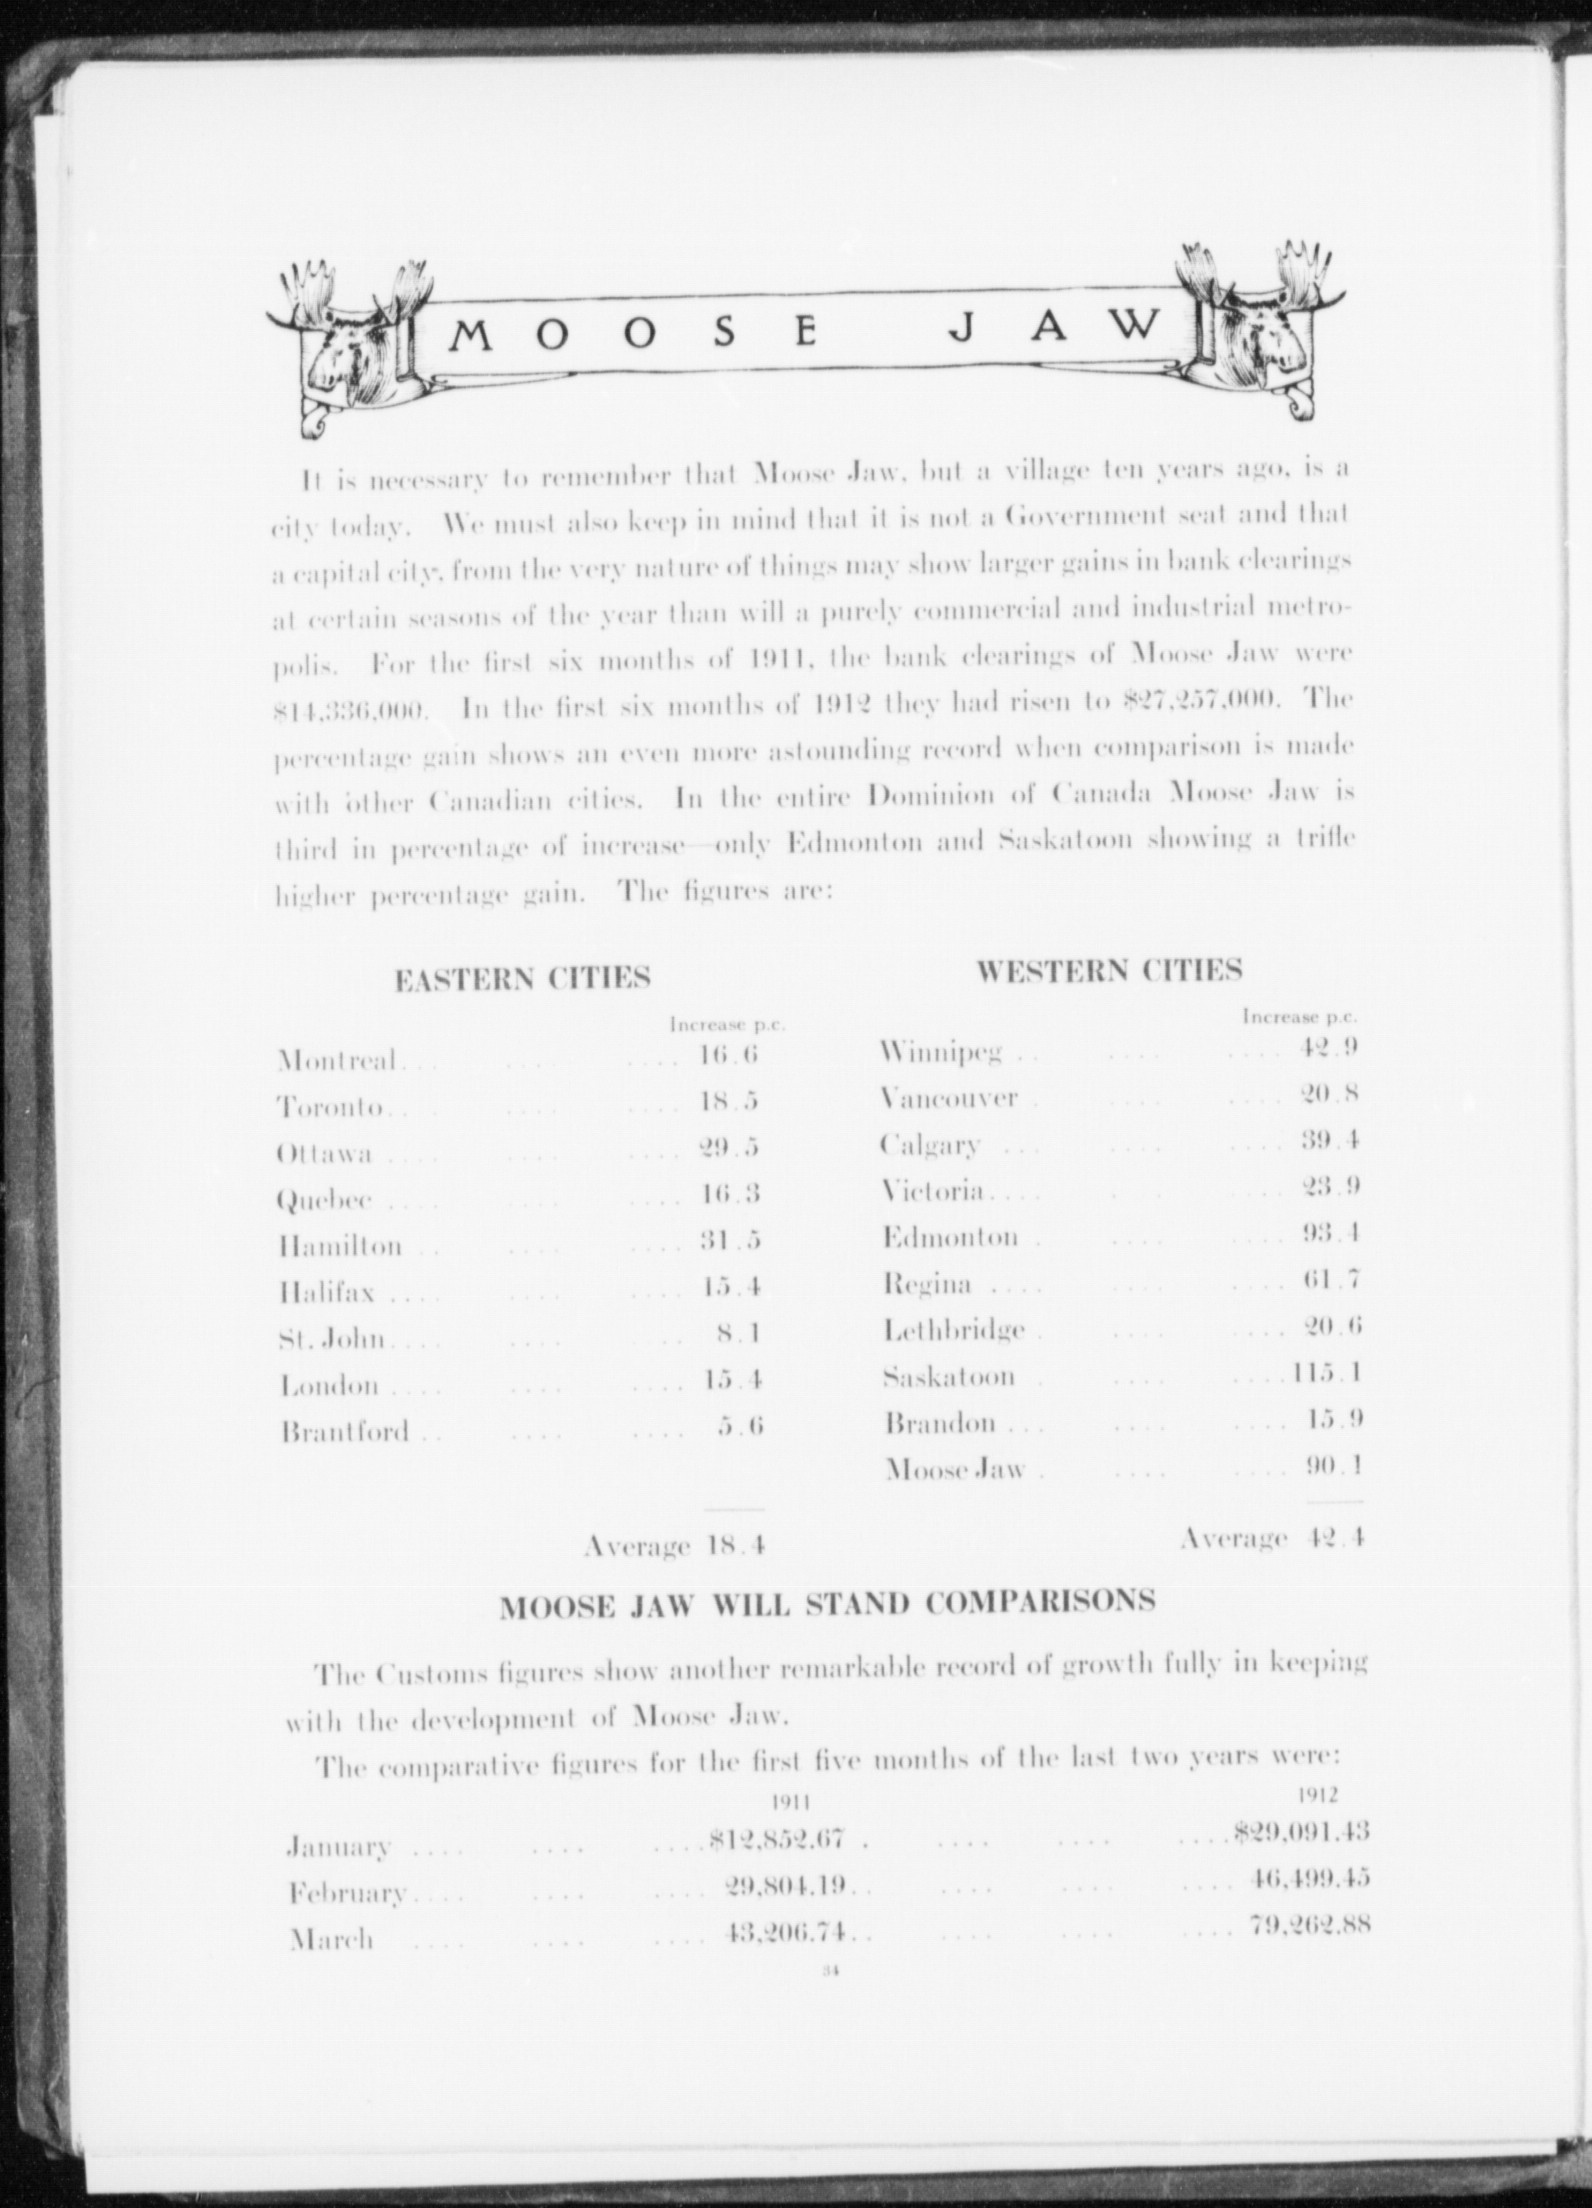 MOOSE JAW
It is necessary to remember that Moose Jaw, but a village ten years ago, is a
city today. We must also keep in mind that it is not a Government seat and that
a capital city, from the very nature of things may show larger gains in bank clearings
at certain seasons of the year than will a purely commercial and industrial metro-
polis. For the first six months of 1911, the bank clearings of Moose Jaw were
$14,336,000. In the first six months of 1912 they had risen to $27,257,000. The
percentage gain shows an even more astounding record when comparison is made
with other Canadian cities. In the entire Dominion of Canada Moose Jaw is
third in percentage of increase—only Edmonton and Saskatoon showing a trifle
higher percentage gain. The figures are:
EASTERN CITIES
Increase p.c.
Montreal... .... .... 16.6
Toronto.... .... .... 18.5
Ottawa .... .... .... 29.5
Quebec .... .... .... 16.3
Hamilton .. .... .... 31.5
Halifax .... .... .... 15.4
St. John.... .... .. 8.1
London .... .... .... 15.4
Brantford .. .... .... 5.6
Average 18.4
WESTERN CITIES
Increase p.c.
Winnipeg .. .... .... 42.9
Vancouver . .... .... 20.8
Calgary ... .... .... 39.4
Victoria.... .... .... 23.9
Edmonton . .... .... 93.4
Regina .... .... .... 61.7
Lethbridge . .... .... 20.6
Saskatoon . .... ....115.1
Brandon ... .... .... 15.9
Moose Jaw . .... .... 90.1
Average 42.4
MOOSE JAW WILL STAND COMPARISONS
The Customs figures show another remarkable record of growth fully in keeping
with the development of Moose Jaw.
The comparative figures for the first five months of the last two years were:
1911 1912
January .... .... ....$12,852.67 . .... .... ....$29,091.43
February.... .... .... 29,804.19.. .... .... .... 46,499.45
March .... .... .... 43,206.74.. .... .... .... 79,262.88
34